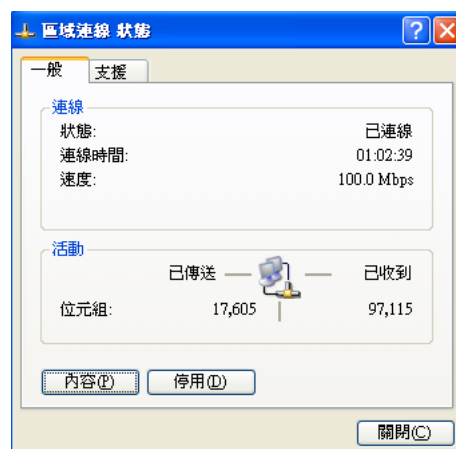 區域連線 狀態
一般 支援
連線
狀態: 已連線
連線時間: 01:02:39
速度: 100.0 Mbps
活動
已傳送 — — 已收到
位元組: 17,605 97,115
內容(P) 停用(D)
關閉(C)